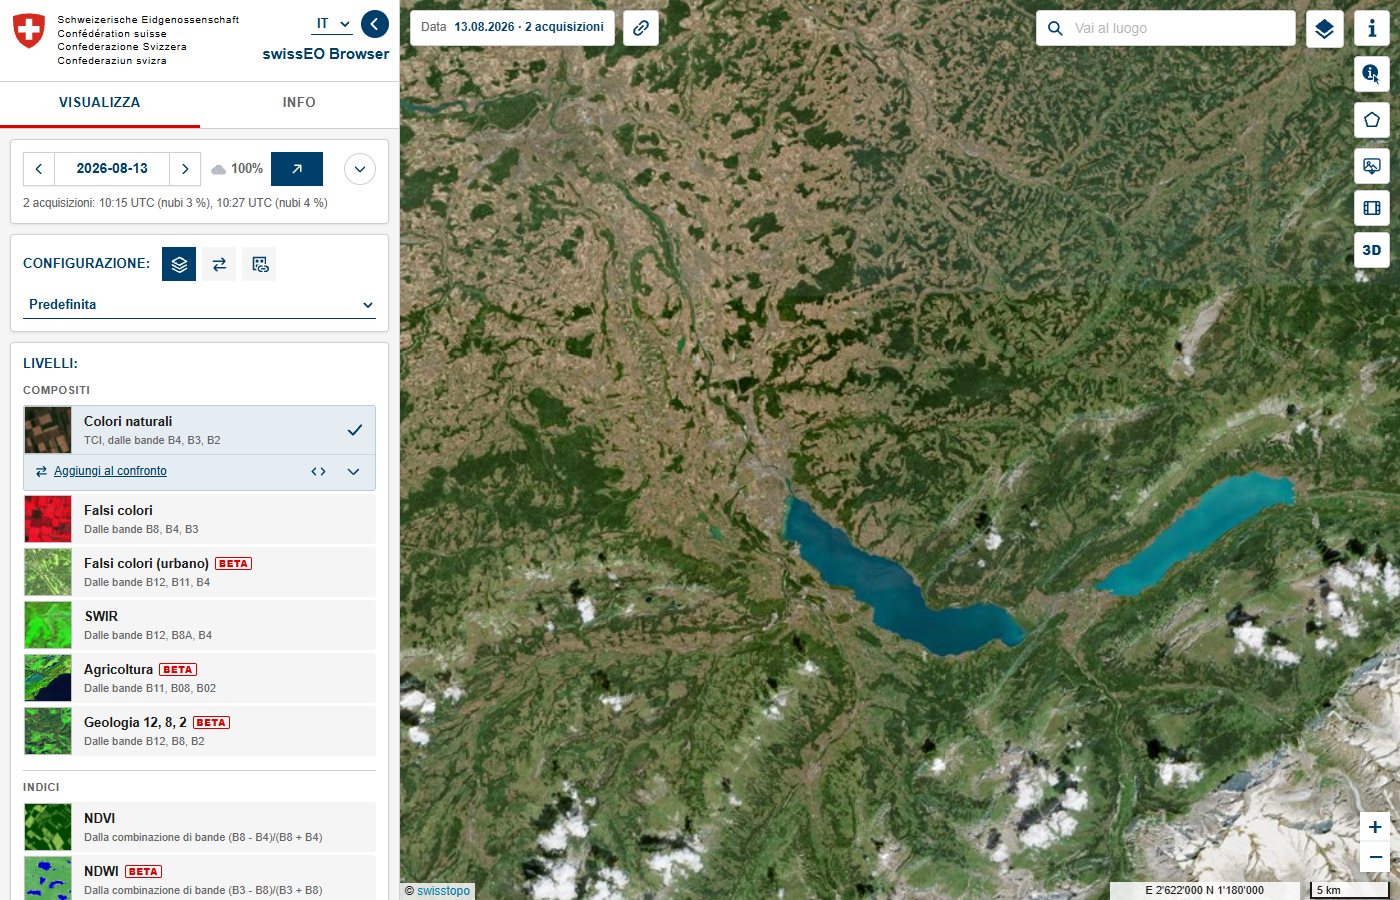 Schweizerische Eidgenossenschaft
Confédération suisse
Confederazione Svizzera
Confederaziun svizra
IT
swissEO Browser
VISUALIZZA
INFO
2026-08-13
100%
2 acquisizioni: 10:15 UTC (nubi 3 %), 10:27 UTC (nubi 4 %)
CONFIGURAZIONE:
Predefinita
LIVELLI:
COMPOSITI
Colori naturali
TCI, dalle bande B4, B3, B2
Aggiungi al confronto
Falsi colori
Dalle bande B8, B4, B3
Falsi colori (urbano) BETA
Dalle bande B12, B11, B4
SWIR
Dalle bande B12, B8A, B4
Agricoltura BETA
Dalle bande B11, B08, B02
Geologia 12, 8, 2 BETA
Dalle bande B12, B8, B2
INDICI
NDVI
Dalla combinazione di bande (B8 - B4)/(B8 + B4)
NDWI BETA
Dalla combinazione di bande (B3 - B8)/(B3 + B8)
Data 13.08.2026 · 2 acquisizioni
Vai al luogo
3D
© swisstopo
E 2'622'000 N 1'180'000
5 km